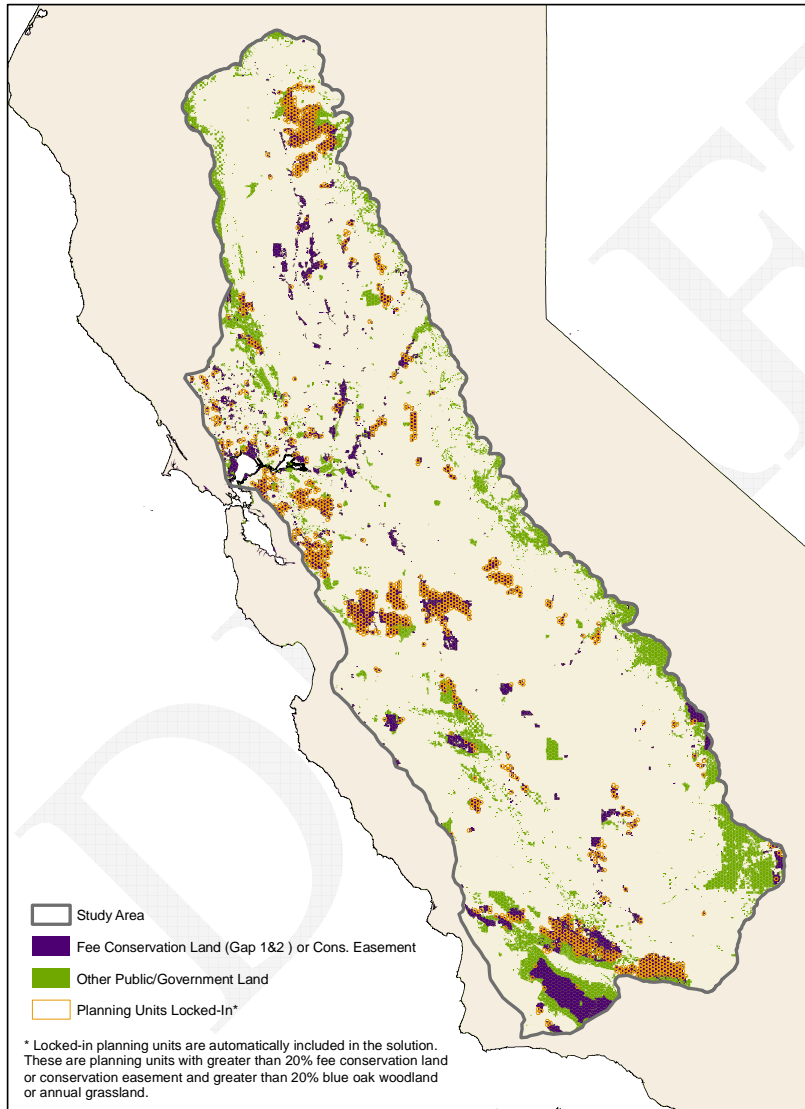 Study Area
Fee Conservation Land (Gap 1&2 ) or Cons. Easement
Other Public/Government Land
Planning Units Locked-In*
* Locked-in planning units are automatically included in the solution.
These are planning units with greater than 20% fee conservation land
or conservation easement and greater than 20% blue oak woodland
or annual grassland.